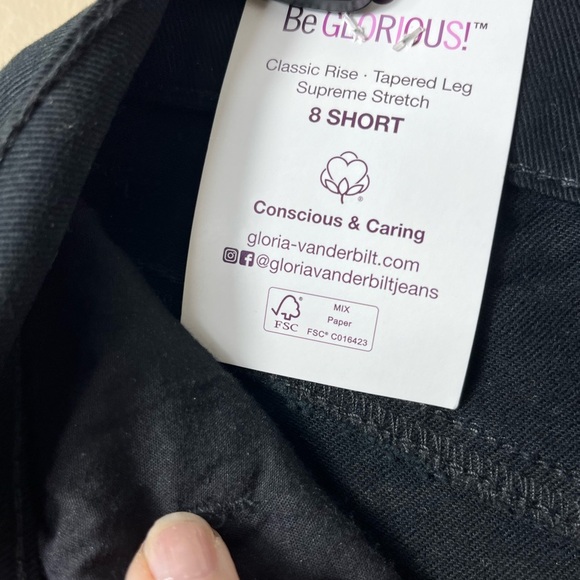 Be GLORIOUS!™
Classic Rise · Tapered Leg
Supreme Stretch
8 SHORT
®
Conscious & Caring
gloria-vanderbilt.com
@gloriavanderbiltjeans
FSC
MIX
Paper
FSC® C016423